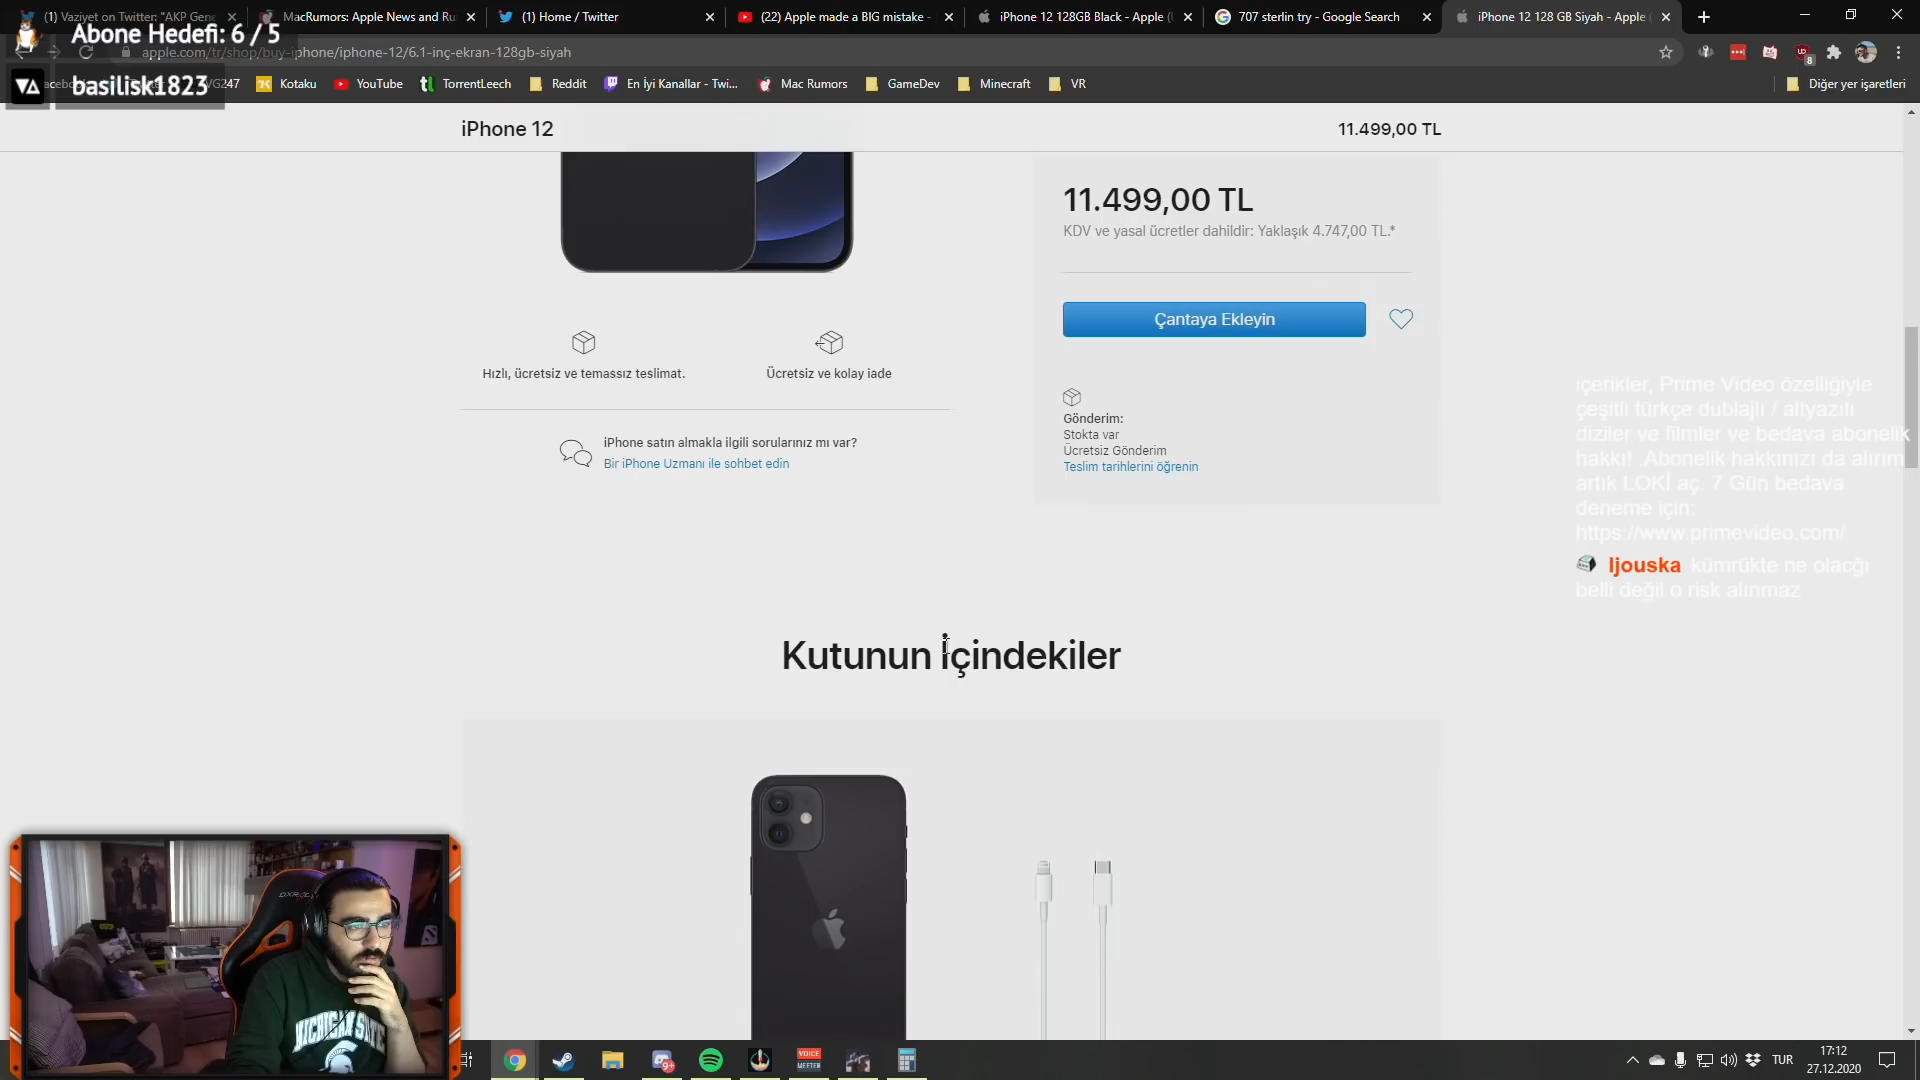 (1) Vaziyet on Twitter: "AKP Gene
MacRumors: Apple News and Ru
(1) Home / Twitter
(22) Apple made a BIG mistake -
iPhone 12 128GB Black - Apple (
707 sterlin try - Google Search
iPhone 12 128 GB Siyah - Apple
Abone Hedefi: 6 / 5
apple.com/tr/shop/buy-iphone/iphone-12/6.1-inç-ekran-128gb-siyah
basilisk1823
VG247
Kotaku
YouTube
TorrentLeech
Reddit
En İyi Kanallar - Twi...
Mac Rumors
GameDev
Minecraft
VR
Diğer yer işaretleri
iPhone 12
11.499,00 TL
11.499,00 TL
KDV ve yasal ücretler dahildir: Yaklaşık 4.747,00 TL.*
Çantaya Ekleyin
Hızlı, ücretsiz ve temassız teslimat.
Ücretsiz ve kolay iade
Gönderim:
Stokta var
Ücretsiz Gönderim
Teslim tarihlerini öğrenin
iPhone satın almakla ilgili sorularınız mı var?
Bir iPhone Uzmanı ile sohbet edin
içerikler, Prime Video özelliğiyle
çeşitli türkçe dublajlı / altyazılı
diziler ve filmler ve bedava abonelik
hakkı! .Abonelik hakkınızı da alırım
artık LOKİ aç. 7 Gün bedava
deneme için:
https://www.primevideo.com/
ljouska kümrükte ne olacğı
belli değil o risk alınmaz
Kutunun İçindekiler
MICHIGAN STATE
VOICE
MEETER
9+
8
TUR
17:12
27.12.2020